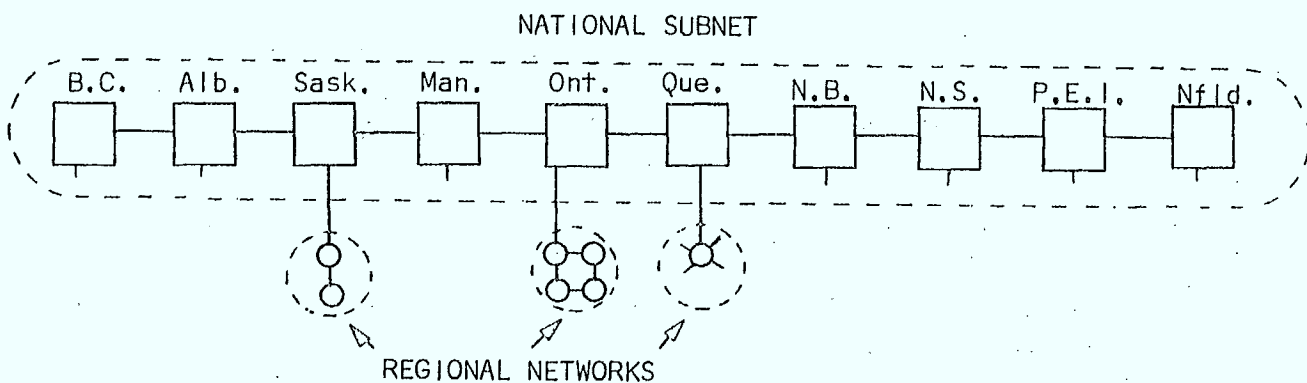 NATIONAL SUBNET
B.C. Alb. Sask. Man. Ont. Que. N.B. N.S. P.E.I. Nfld.
REGIONAL NETWORKS